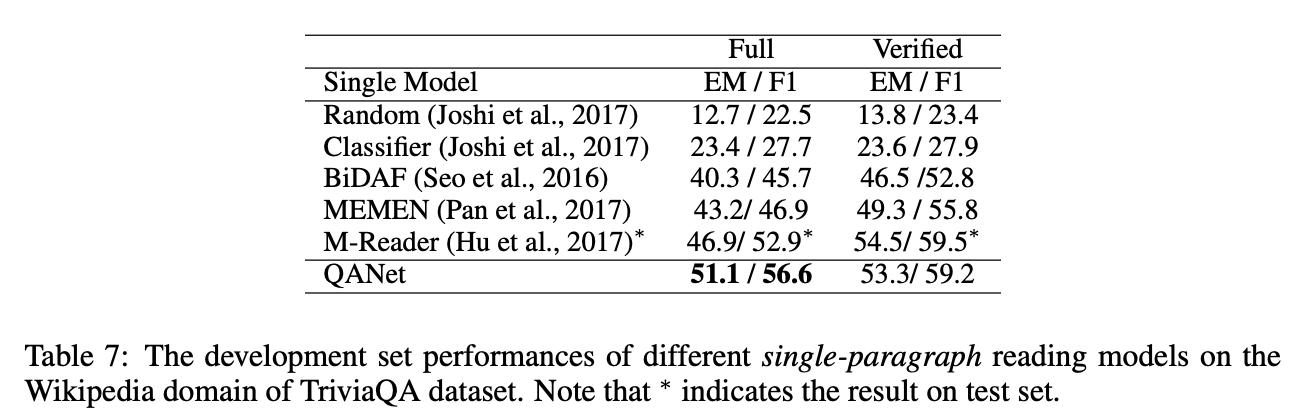 Full Verified
Single Model EM / F1 EM / F1
Random (Joshi et al., 2017) 12.7 / 22.5 13.8 / 23.4
Classifier (Joshi et al., 2017) 23.4 / 27.7 23.6 / 27.9
BiDAF (Seo et al., 2016) 40.3 / 45.7 46.5 /52.8
MEMEN (Pan et al., 2017) 43.2/ 46.9 49.3 / 55.8
M-Reader (Hu et al., 2017)* 46.9/ 52.9* 54.5/ 59.5*
QANet 51.1 / 56.6 53.3/ 59.2
Table 7: The development set performances of different single-paragraph reading models on the
Wikipedia domain of TriviaQA dataset. Note that * indicates the result on test set.